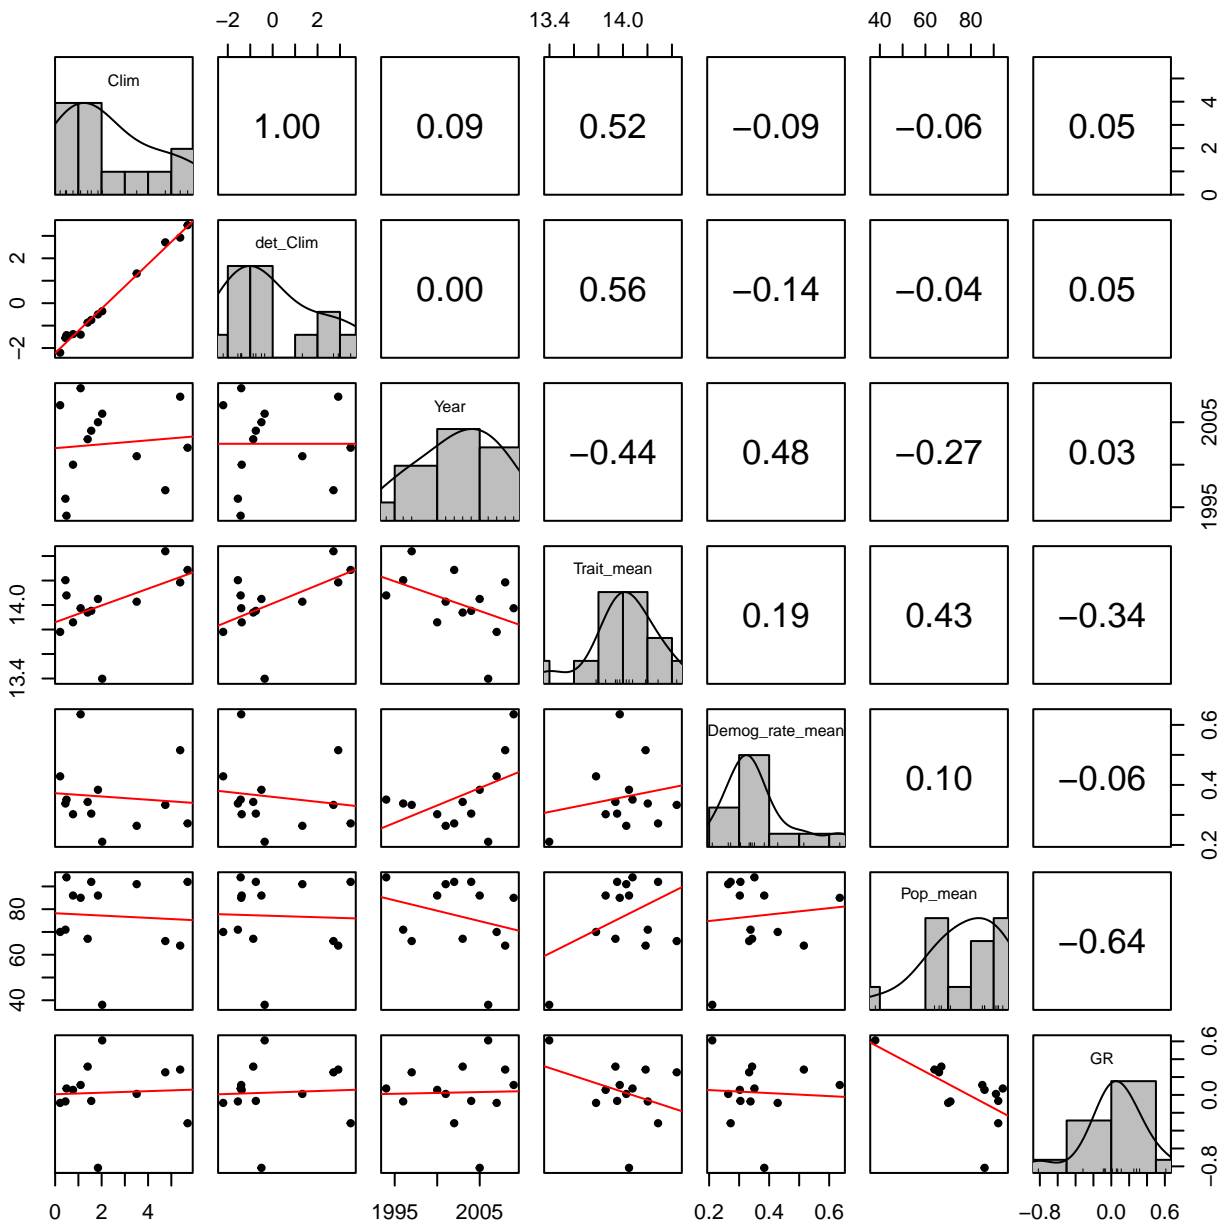 −2 0 2 13.4 14.0 40 60 80
Clim 1.00 0.09 0.52 −0.09 −0.06 0.05 0 2 4
−2 0 2 det_Clim 0.00 0.56 −0.14 −0.04 0.05
Year −0.44 0.48 −0.27 0.03 1995 2005
13.4 14.0 Trait_mean 0.19 0.43 −0.34
Demog_rate_mean 0.10 −0.06 0.2 0.4 0.6
40 60 80 Pop_mean −0.64
GR −0.8 0.0 0.6
0 2 4 1995 2005 0.2 0.4 0.6 −0.8 0.0 0.6